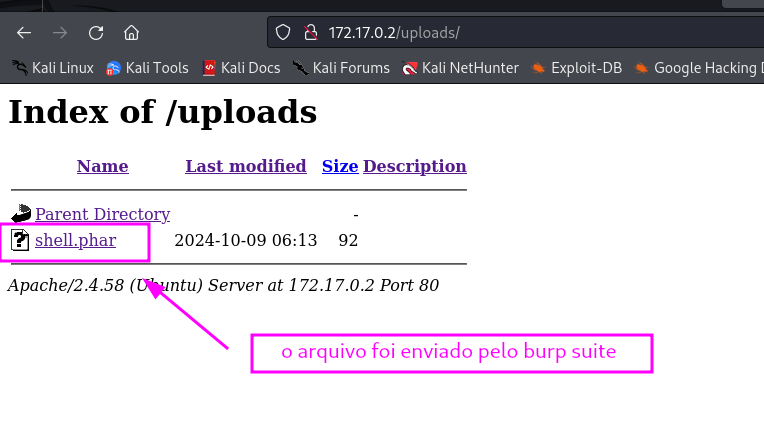 172.17.0.2/uploads/
Kali Linux Kali Tools Kali Docs Kali Forums Kali NetHunter Exploit-DB Google Hacking
Index of /uploads
Name Last modified Size Description
Parent Directory -
shell.phar 2024-10-09 06:13 92
Apache/2.4.58 (Ubuntu) Server at 172.17.0.2 Port 80
o arquivo foi enviado pelo burp suite